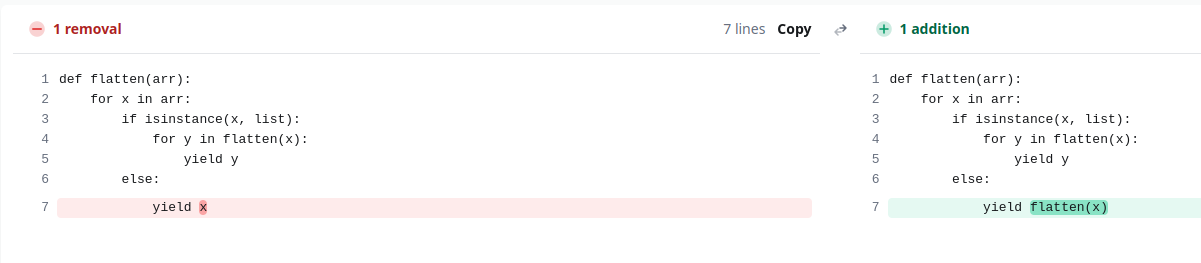 1 removal
7 lines Copy
1 def flatten(arr):
2     for x in arr:
3         if isinstance(x, list):
4             for y in flatten(x):
5                 yield y
6         else:
7             yield x
1 addition
1 def flatten(arr):
2     for x in arr:
3         if isinstance(x, list):
4             for y in flatten(x):
5                 yield y
6         else:
7             yield flatten(x)